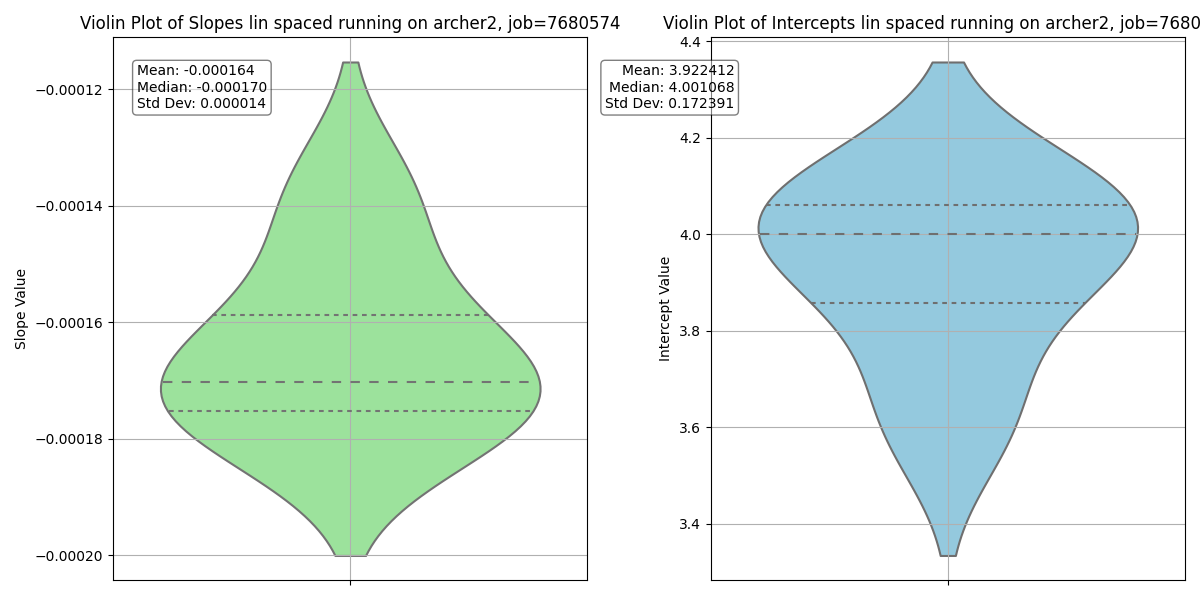 Violin Plot of Slopes lin spaced running on archer2, job=7680574
Mean: -0.000164
Median: -0.000170
Std Dev: 0.000014
Slope Value
−0.00012
−0.00014
−0.00016
−0.00018
−0.00020
Violin Plot of Intercepts lin spaced running on archer2, job=7680
Mean: 3.922412
Median: 4.001068
Std Dev: 0.172391
Intercept Value
4.4
4.2
4.0
3.8
3.6
3.4